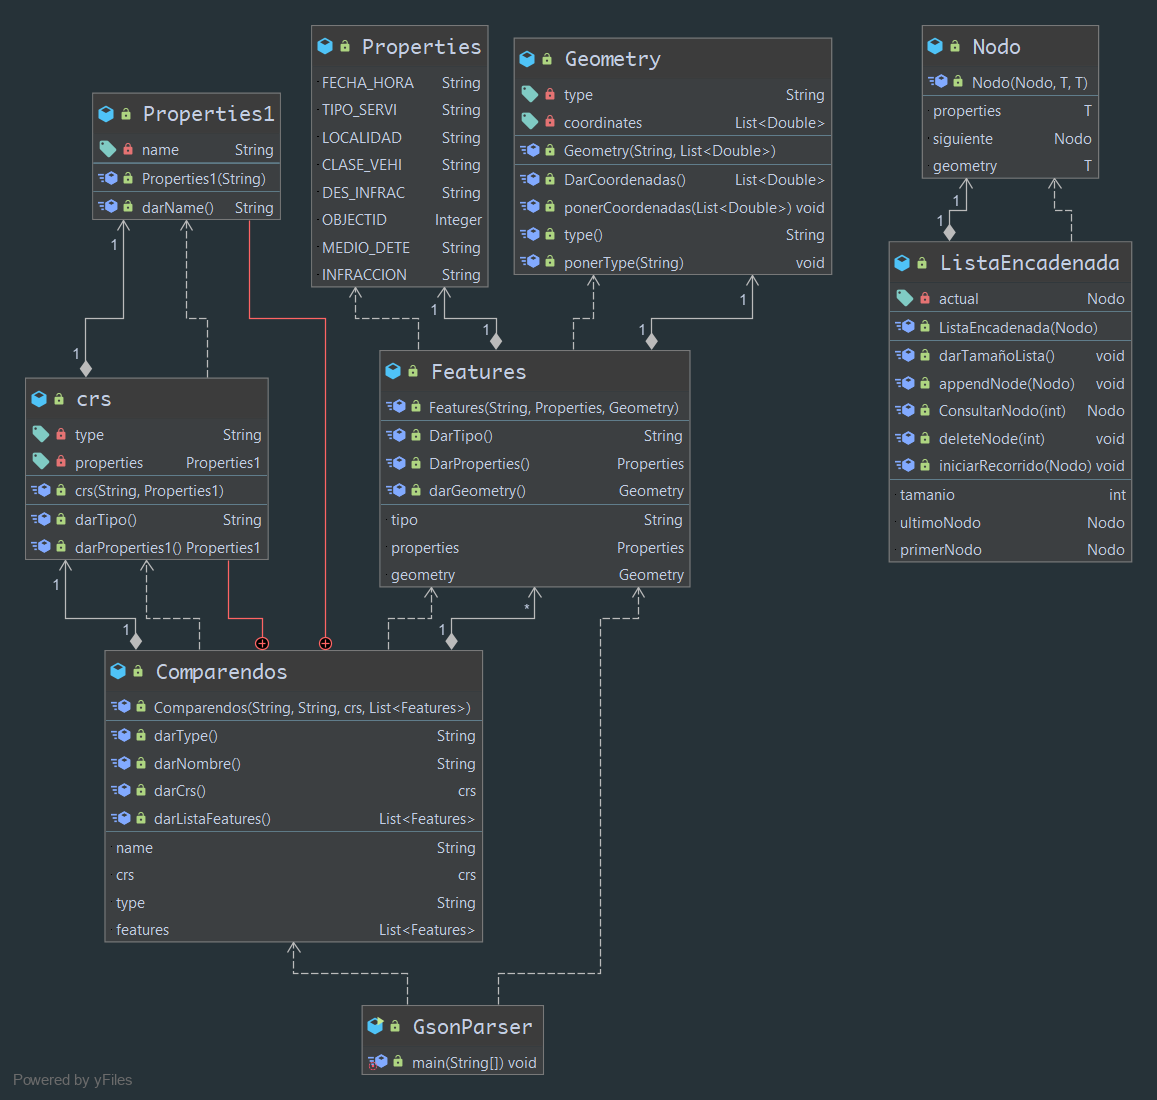 Properties
FECHA_HORA String
TIPO_SERVI String
LOCALIDAD String
CLASE_VEHI String
DES_INFRAC String
OBJECTID Integer
MEDIO_DETE String
INFRACCION String
Geometry
type String
coordinates List<Double>
Geometry(String, List<Double>)
DarCoordenadas() List<Double>
ponerCoordenadas(List<Double>) void
type() String
ponerType(String) void
Nodo
Nodo(Nodo, T, T)
properties T
siguiente Nodo
geometry T
Properties1
name String
Properties1(String)
darName() String
1
1
1
1
1
1
1
1
ListaEncadenada
actual Nodo
ListaEncadenada(Nodo)
darTamañoLista() void
appendNode(Nodo) void
ConsultarNodo(int) Nodo
deleteNode(int) void
iniciarRecorrido(Nodo) void
tamanio int
ultimoNodo Nodo
primerNodo Nodo
crs
type String
properties Properties1
crs(String, Properties1)
darTipo() String
darProperties1() Properties1
Features
Features(String, Properties, Geometry)
DarTipo() String
DarProperties() Properties
darGeometry() Geometry
tipo String
properties Properties
geometry Geometry
1
1
*
1
Comparendos
Comparendos(String, String, crs, List<Features>)
darType() String
darNombre() String
darCrs() crs
darListaFeatures() List<Features>
name String
crs crs
type String
features List<Features>
GsonParser
main(String[]) void
Powered by yFiles